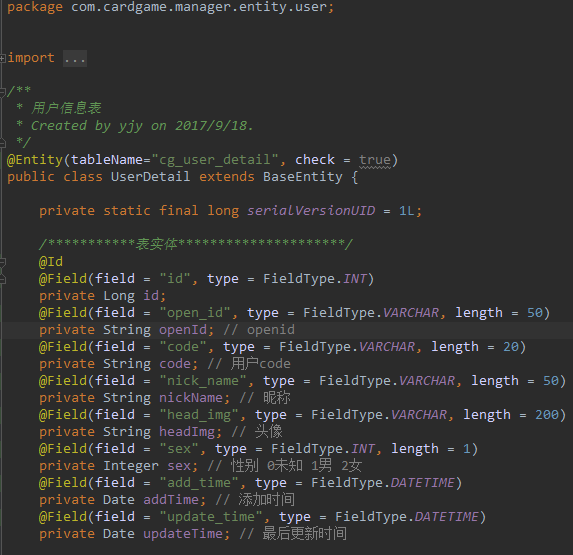 package com.cardgame.manager.entity.user;
import ...
/**
* 用户信息表
* Created by yjy on 2017/9/18.
*/
@Entity(tableName="cg_user_detail", check = true)
public class UserDetail extends BaseEntity {
private static final long serialVersionUID = 1L;
/***********表实体*********************/
@Id
@Field(field = "id", type = FieldType.INT)
private Long id;
@Field(field = "open_id", type = FieldType.VARCHAR, length = 50)
private String openId; // openid
@Field(field = "code", type = FieldType.VARCHAR, length = 20)
private String code; // 用户code
@Field(field = "nick_name", type = FieldType.VARCHAR, length = 50)
private String nickName; // 昵称
@Field(field = "head_img", type = FieldType.VARCHAR, length = 200)
private String headImg; // 头像
@Field(field = "sex", type = FieldType.INT, length = 1)
private Integer sex; // 性别 0未知 1男 2女
@Field(field = "add_time", type = FieldType.DATETIME)
private Date addTime; // 添加时间
@Field(field = "update_time", type = FieldType.DATETIME)
private Date updateTime; // 最后更新时间